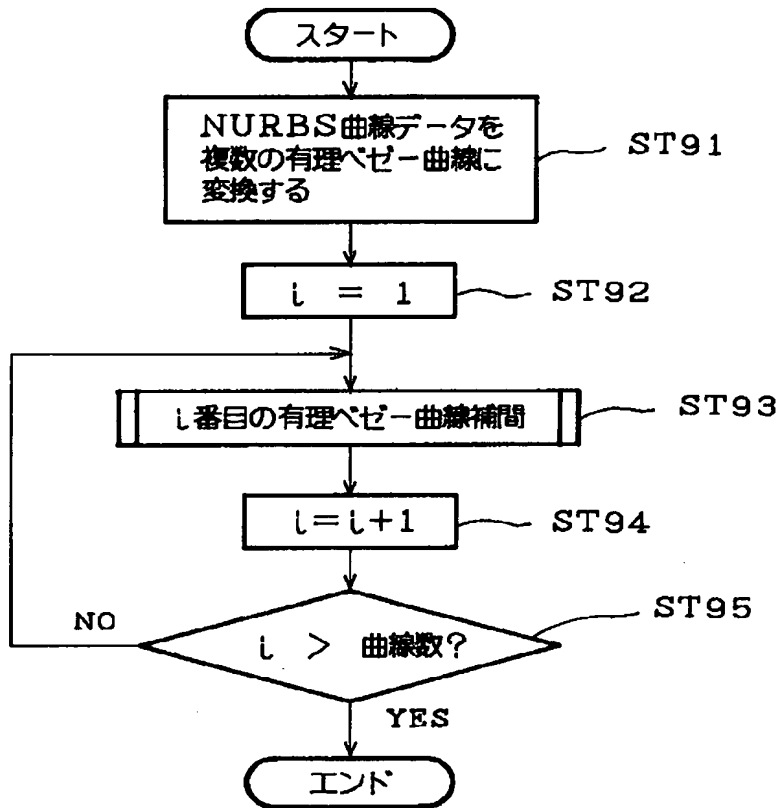 スタート
NURBS曲線データを
複数の有理ベゼー曲線に
変換する
ST91
i = 1
ST92
i番目の有理ベゼー曲線補間
ST93
i=i+1
ST94
i > 曲線数?
ST95
NO
YES
エンド